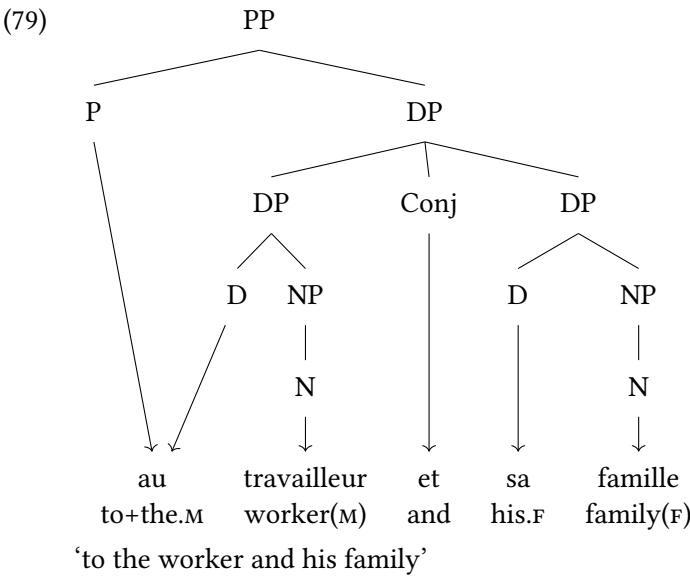 (79) PP
P DP
DP Conj DP
D NP D NP
N N
au travailleur et sa famille
to+the.ᴍ worker(ᴍ) and his.ꜰ family(ꜰ)
‘to the worker and his family’